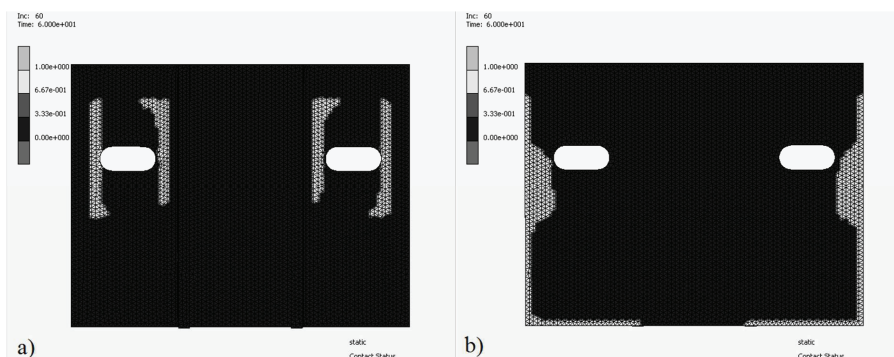 Inc: 60
Time: 6.000e+001
1.00e+000
6.67e-001
3.33e-001
0.00e+000
a)
static
Contact Status
Inc: 60
Time: 6.000e+001
1.00e+000
6.67e-001
3.33e-001
0.00e+000
b)
static
Contact Status